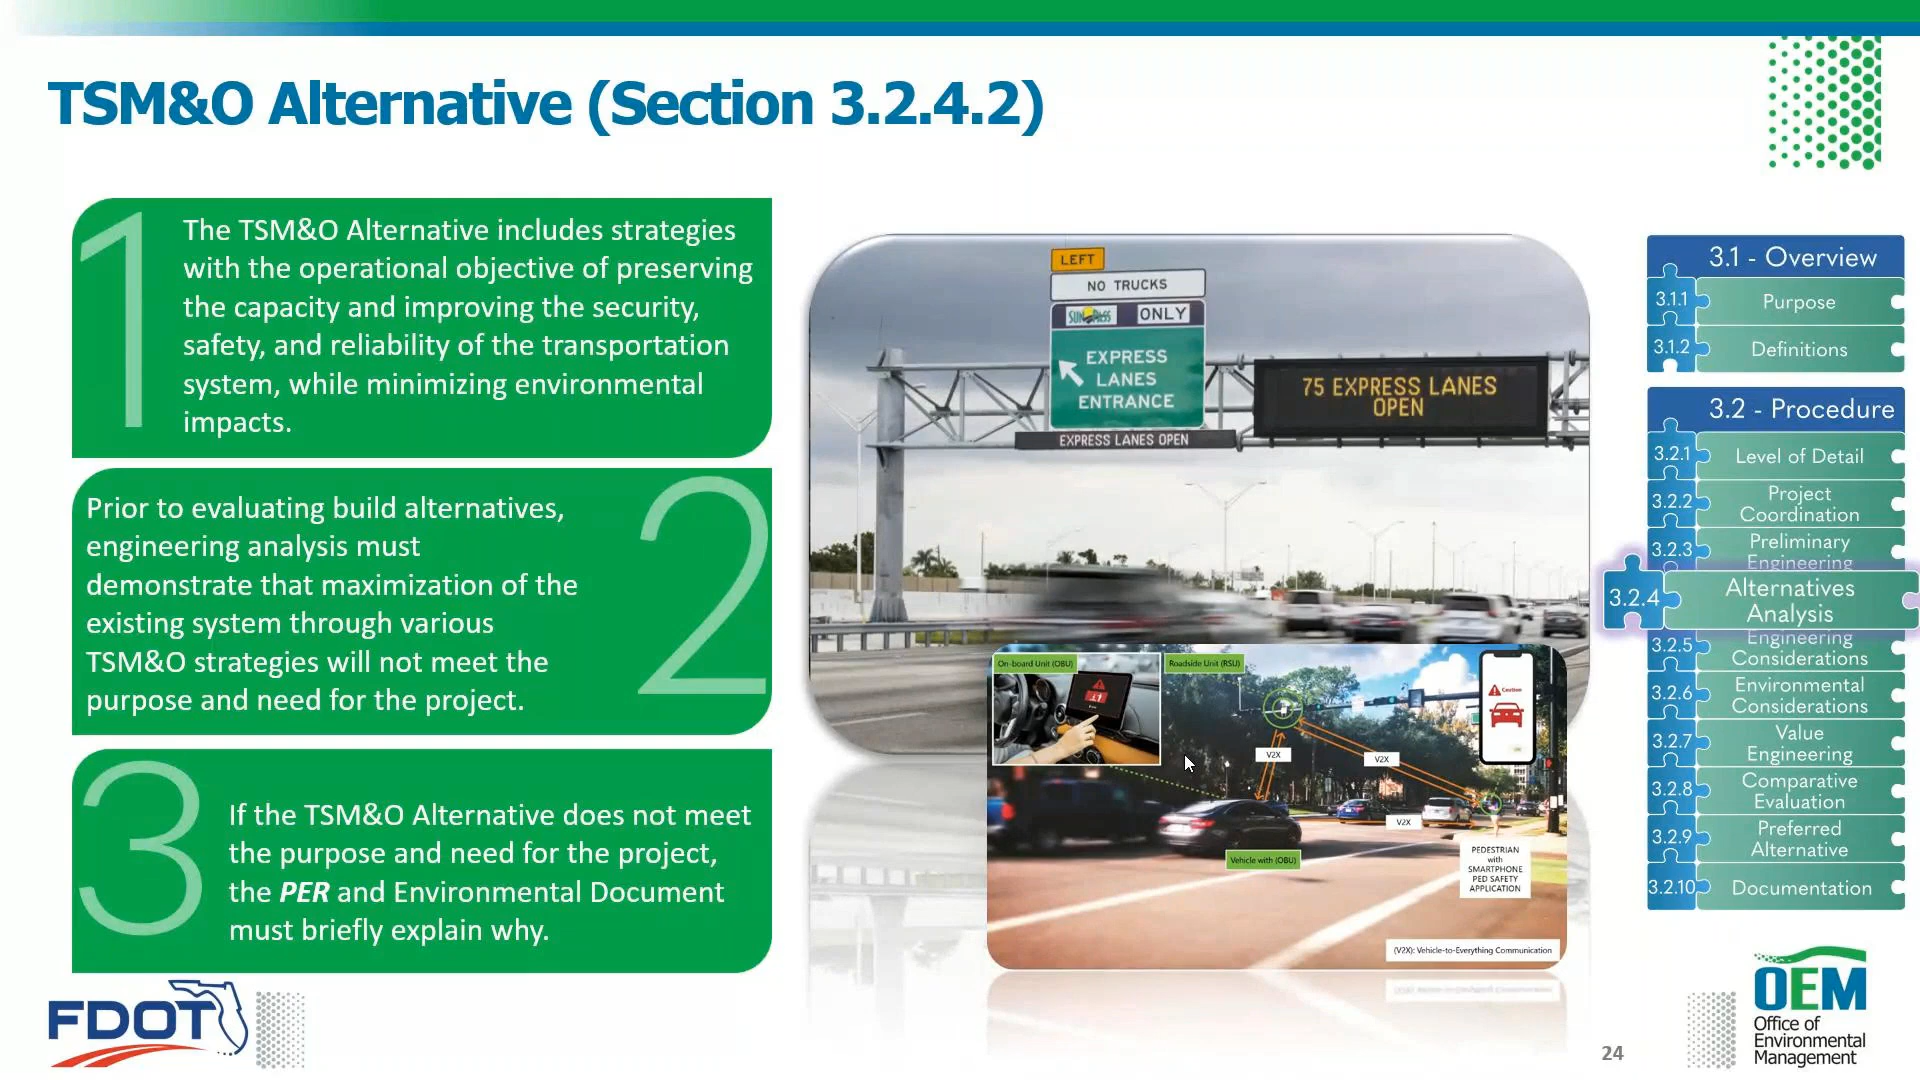 TSM&O Alternative (Section 3.2.4.2)
1
The TSM&O Alternative includes strategies
with the operational objective of preserving
the capacity and improving the security,
safety, and reliability of the transportation
system, while minimizing environmental
impacts.
Prior to evaluating build alternatives,
engineering analysis must
demonstrate that maximization of the
existing system through various
TSM&O strategies will not meet the
purpose and need for the project.
2
3
If the TSM&O Alternative does not meet
the purpose and need for the project,
the PER and Environmental Document
must briefly explain why.
LEFT
NO TRUCKS
SUNPASS ONLY
EXPRESS
LANES
ENTRANCE
EXPRESS LANES OPEN
75 EXPRESS LANES
OPEN
On-board Unit (OBU)
Roadside Unit (RSU)
Caution
V2X
V2X
V2X
Vehicle with (OBU)
PEDESTRIAN
with
SMARTPHONE
PED SAFETY
APPLICATION
(V2X): Vehicle-to-Everything Communication
3.1 - Overview
3.1.1 Purpose
3.1.2 Definitions
3.2 - Procedure
3.2.1 Level of Detail
3.2.2 Project
Coordination
3.2.3 Preliminary
Engineering
3.2.4 Alternatives
Analysis
3.2.5 Engineering
Considerations
3.2.6 Environmental
Considerations
3.2.7 Value
Engineering
3.2.8 Comparative
Evaluation
3.2.9 Preferred
Alternative
3.2.10 Documentation
FDOT
24
OEM
Office of
Environmental
Management